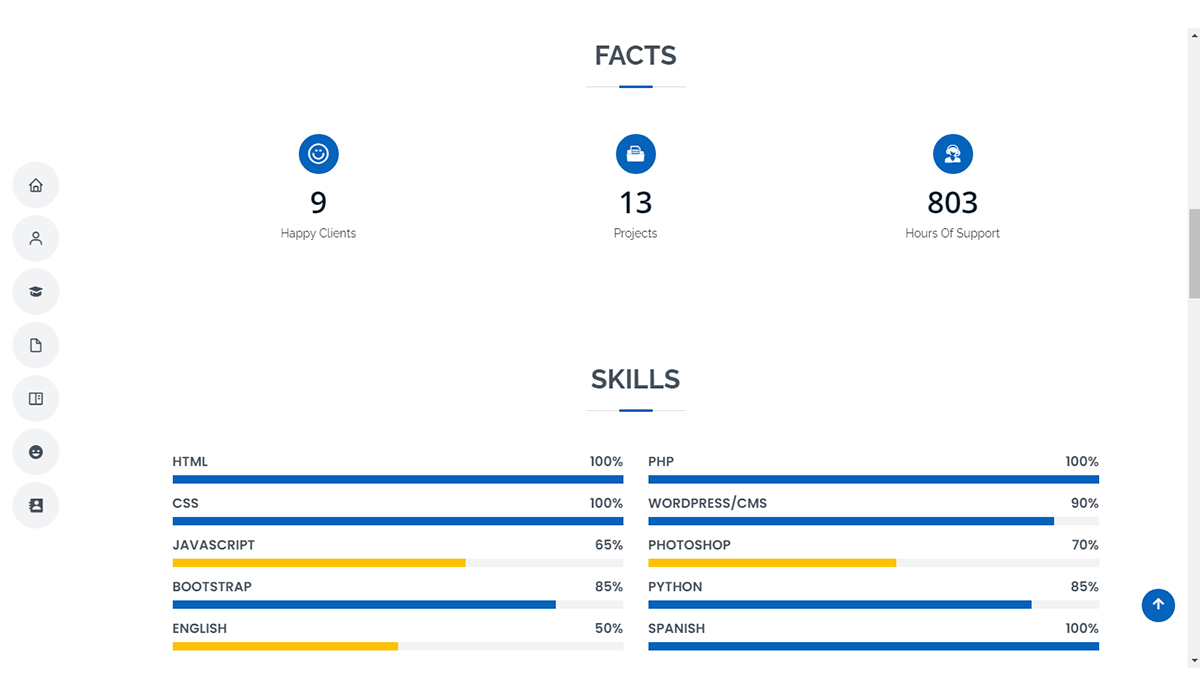 FACTS
9
Happy Clients
13
Projects
803
Hours Of Support
SKILLS
HTML 100%
CSS 100%
JAVASCRIPT 65%
BOOTSTRAP 85%
ENGLISH 50%
PHP 100%
WORDPRESS/CMS 90%
PHOTOSHOP 70%
PYTHON 85%
SPANISH 100%